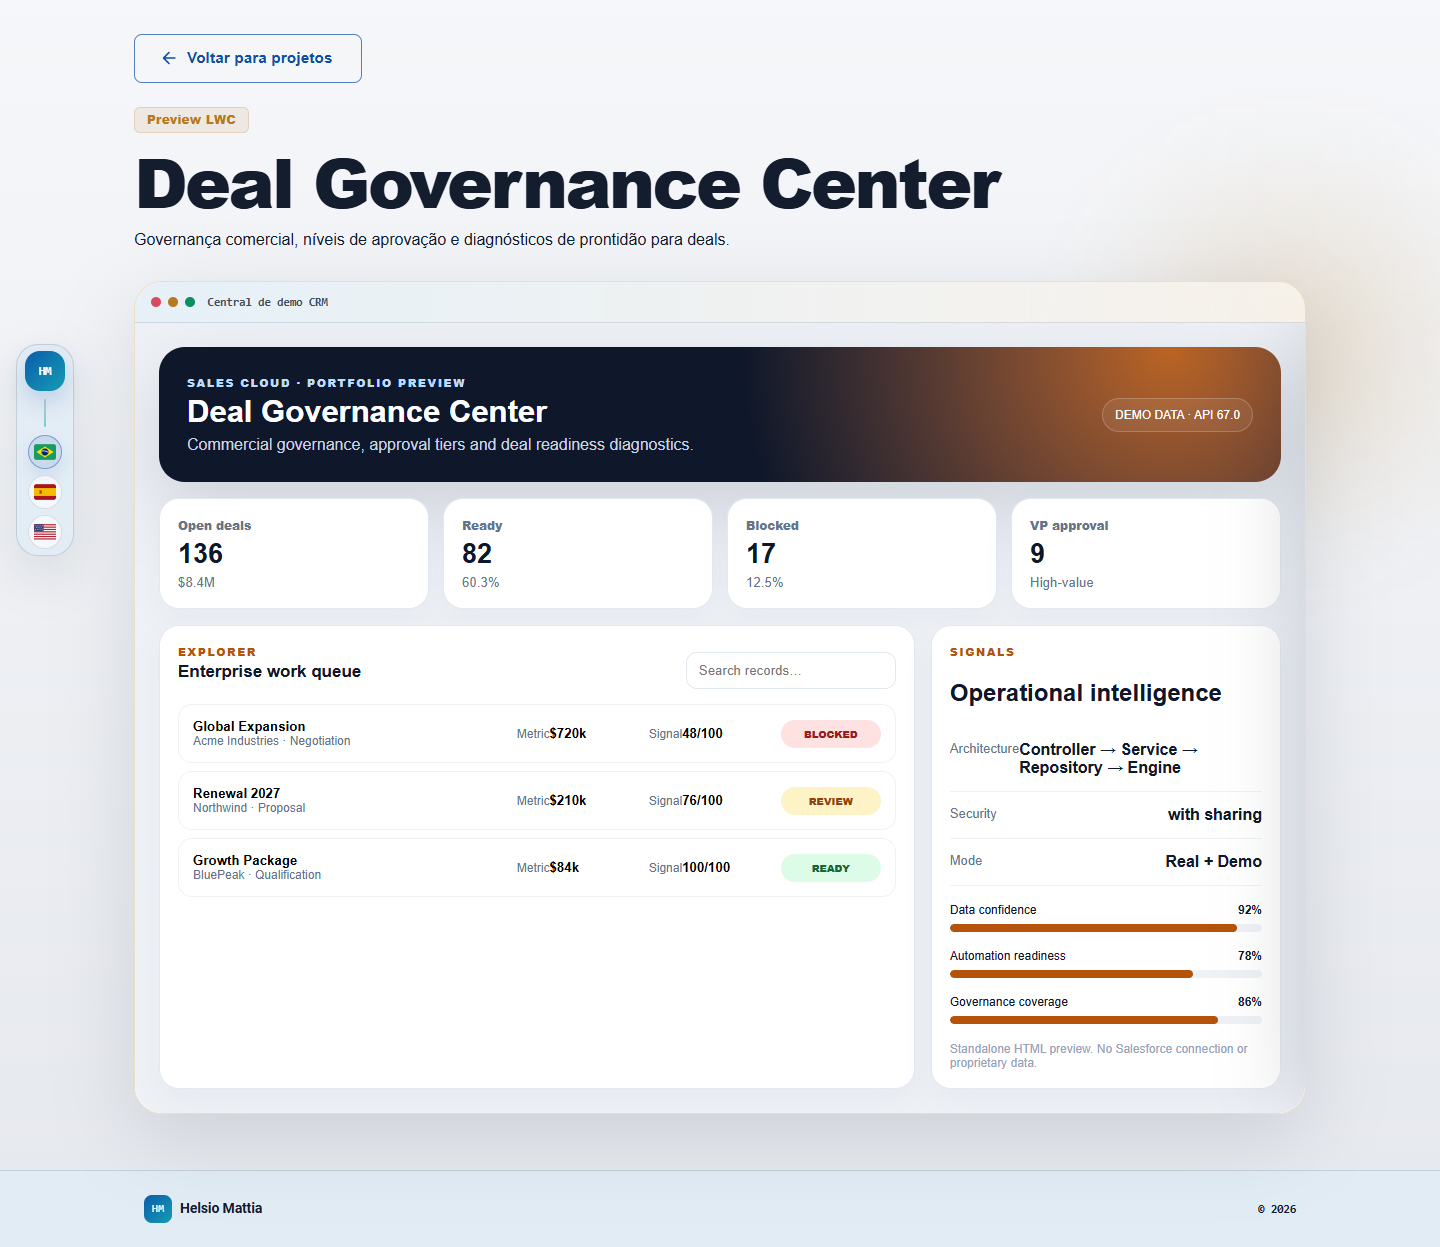 Voltar para projetos
Preview LWC
Deal Governance Center
Governança comercial, níveis de aprovação e diagnósticos de prontidão para deals.
Central de demo CRM
HM
SALES CLOUD · PORTFOLIO PREVIEW
Deal Governance Center
Commercial governance, approval tiers and deal readiness diagnostics.
DEMO DATA · API 67.0
Open deals
136
$8.4M
Ready
82
60.3%
Blocked
17
12.5%
VP approval
9
High-value
EXPLORER
Enterprise work queue
Search records...
Global Expansion
Acme Industries · Negotiation
Metric$720k
Signal48/100
BLOCKED
Renewal 2027
Northwind · Proposal
Metric$210k
Signal76/100
REVIEW
Growth Package
BluePeak · Qualification
Metric$84k
Signal100/100
READY
SIGNALS
Operational intelligence
ArchitectureController → Service →
Repository → Engine
Security with sharing
Mode Real + Demo
Data confidence 92%
Automation readiness 78%
Governance coverage 86%
Standalone HTML preview. No Salesforce connection or
proprietary data.
HM Helsio Mattia
© 2026